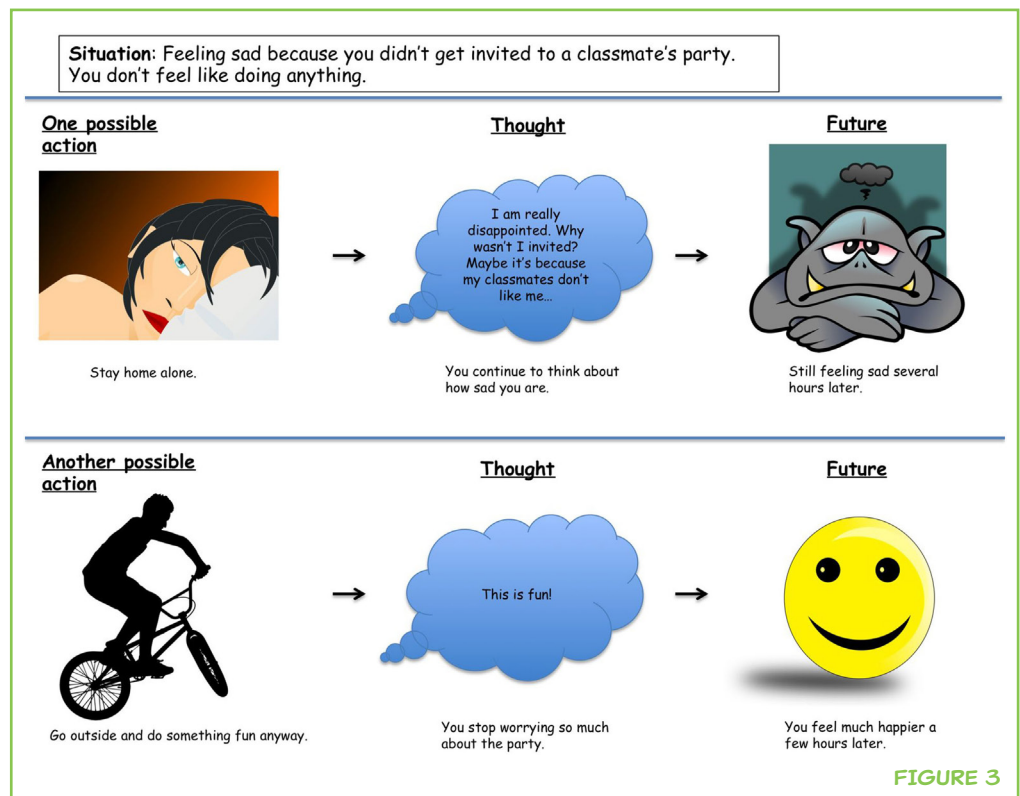 Situation: Feeling sad because you didn't get invited to a classmate's party.
You don't feel like doing anything.
One possible
action
Thought
Future
I am really
disappointed. Why
wasn't I invited?
Maybe it's because
my classmates don't
like me...
Stay home alone.
You continue to think about
how sad you are.
Still feeling sad several
hours later.
Another possible
action
Thought
Future
This is fun!
Go outside and do something fun anyway.
You stop worrying so much
about the party.
You feel much happier a
few hours later.
FIGURE 3